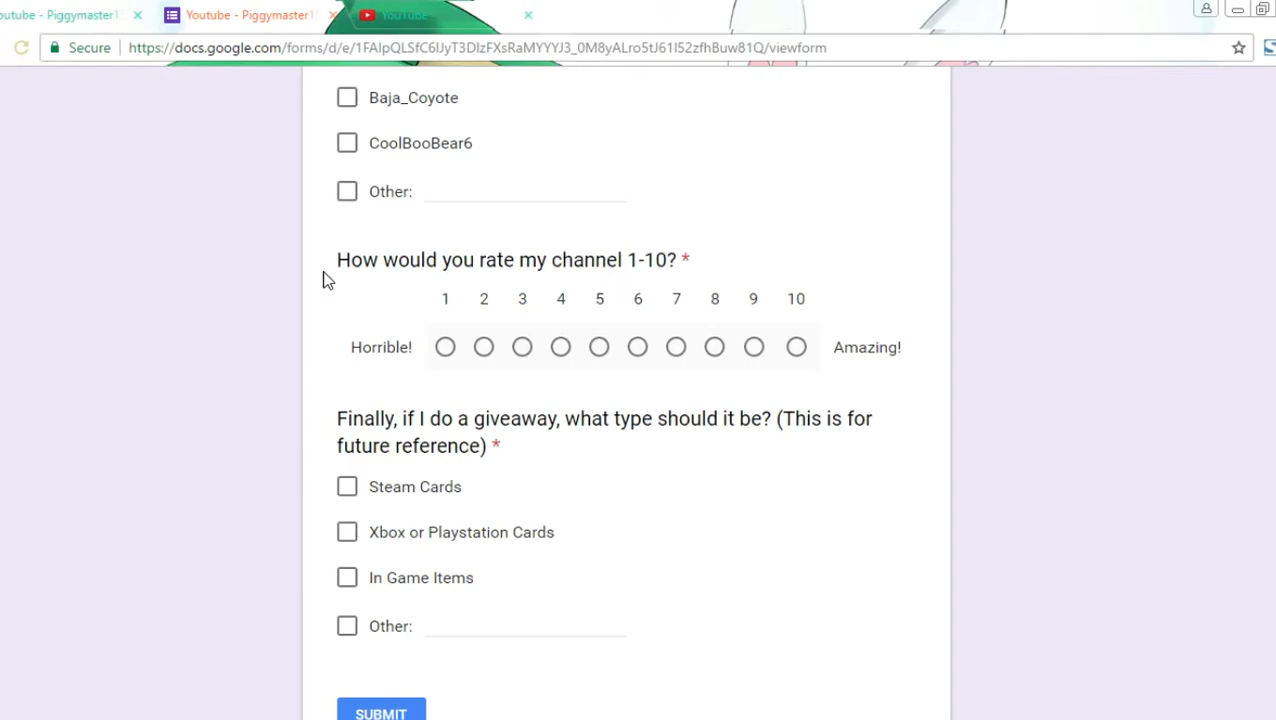 outube - Piggymaster1 Youtube - Piggymaster1 YouTube
Secure https://docs.google.com/forms/d/e/1FAIpQLSfC6IJyT3DIzFXsRaMYYYJ3_0M8yALro5tJ61I52zfhBuw81Q/viewform
Baja_Coyote
CoolBooBear6
Other:
How would you rate my channel 1-10? *
1 2 3 4 5 6 7 8 9 10
Horrible! Amazing!
Finally, if I do a giveaway, what type should it be? (This is for
future reference) *
Steam Cards
Xbox or Playstation Cards
In Game Items
Other:
SUBMIT